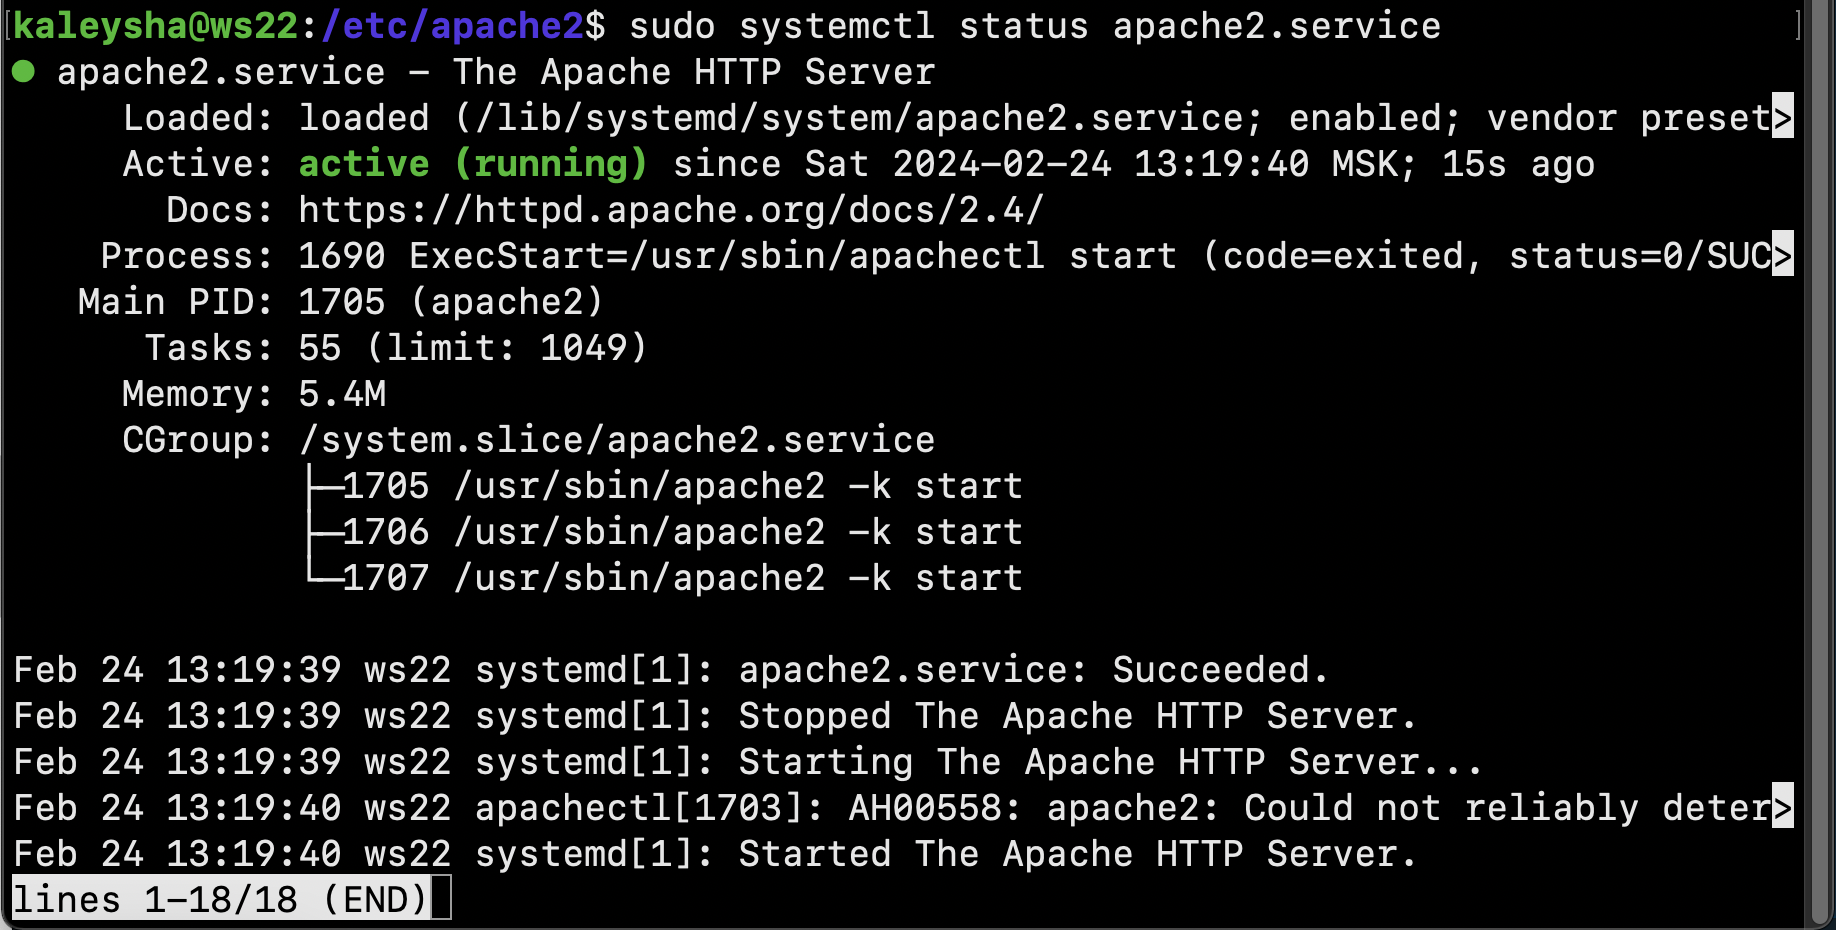 [kaleysha@ws22:/etc/apache2$ sudo systemctl status apache2.service ]
● apache2.service - The Apache HTTP Server
     Loaded: loaded (/lib/systemd/system/apache2.service; enabled; vendor preset>
     Active: active (running) since Sat 2024-02-24 13:19:40 MSK; 15s ago
       Docs: https://httpd.apache.org/docs/2.4/
    Process: 1690 ExecStart=/usr/sbin/apachectl start (code=exited, status=0/SUC>
   Main PID: 1705 (apache2)
      Tasks: 55 (limit: 1049)
     Memory: 5.4M
     CGroup: /system.slice/apache2.service
             ├─1705 /usr/sbin/apache2 -k start
             ├─1706 /usr/sbin/apache2 -k start
             └─1707 /usr/sbin/apache2 -k start

Feb 24 13:19:39 ws22 systemd[1]: apache2.service: Succeeded.
Feb 24 13:19:39 ws22 systemd[1]: Stopped The Apache HTTP Server.
Feb 24 13:19:39 ws22 systemd[1]: Starting The Apache HTTP Server...
Feb 24 13:19:40 ws22 apachectl[1703]: AH00558: apache2: Could not reliably deter>
Feb 24 13:19:40 ws22 systemd[1]: Started The Apache HTTP Server.
lines 1-18/18 (END)